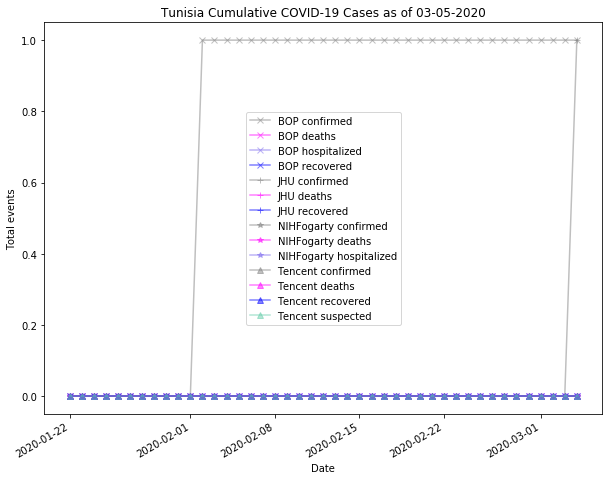 Tunisia Cumulative COVID-19 Cases as of 03-05-2020
1.0
0.8
0.6
0.4
0.2
0.0
Total events
BOP confirmed
BOP deaths
BOP hospitalized
BOP recovered
JHU confirmed
JHU deaths
JHU recovered
NIHFogarty confirmed
NIHFogarty deaths
NIHFogarty hospitalized
Tencent confirmed
Tencent deaths
Tencent recovered
Tencent suspected
2020-01-22
2020-02-01
2020-02-08
2020-02-15
2020-02-22
2020-03-01
Date